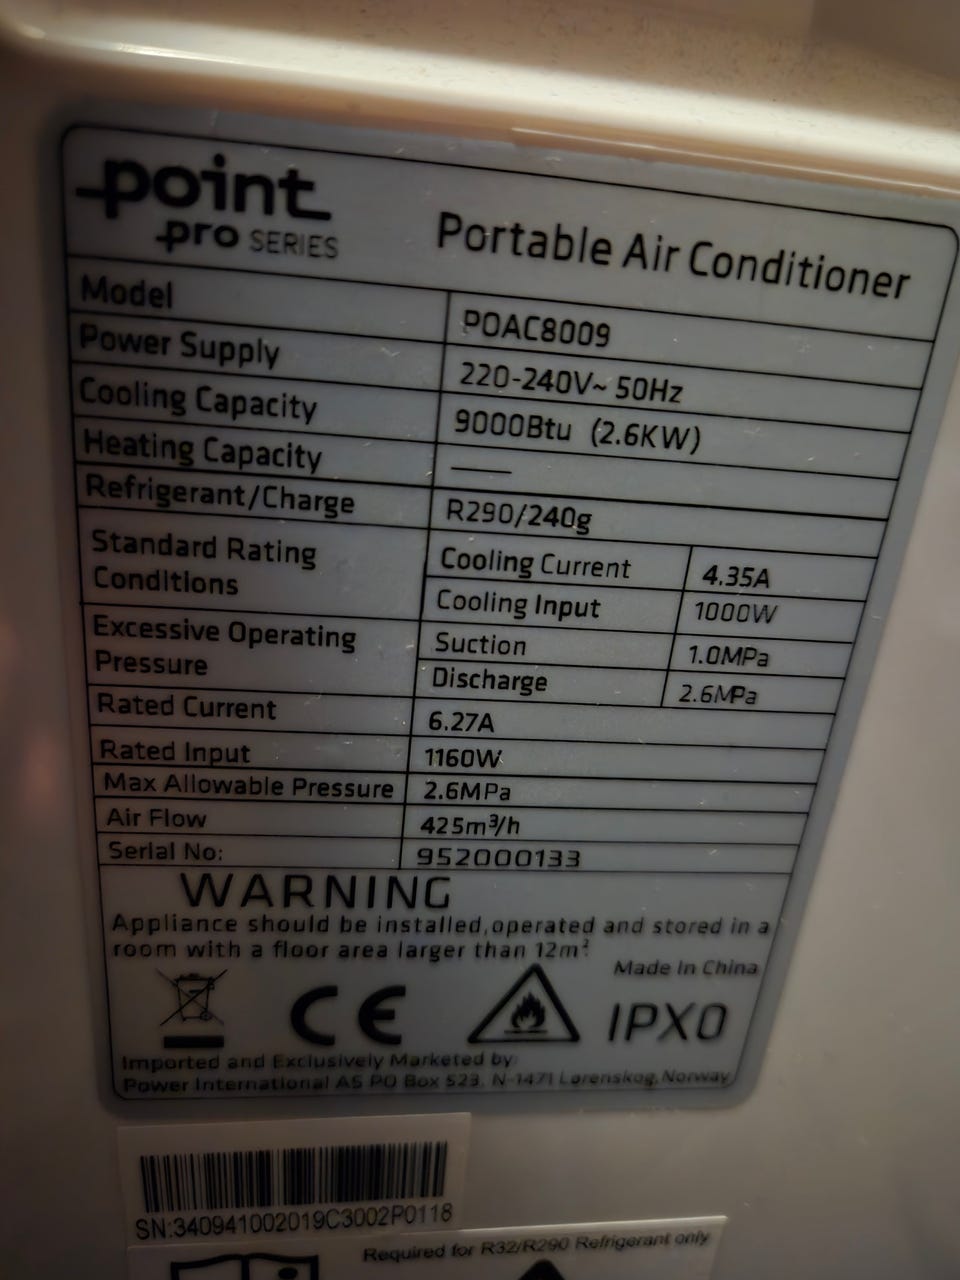 point
pro SERIES
Portable Air Conditioner
Model POAC8009
Power Supply 220-240V~ 50Hz
Cooling Capacity 9000Btu (2.6KW)
Heating Capacity ——
Refrigerant/Charge R290/240g
Standard Rating Conditions
Cooling Current 4.35A
Cooling Input 1000W
Excessive Operating Pressure
Suction 1.0MPa
Discharge 2.6MPa
Rated Current 6.27A
Rated Input 1160W
Max Allowable Pressure 2.6MPa
Air Flow 425m³/h
Serial No: 952000133
WARNING
Appliance should be installed,operated and stored in a
room with a floor area larger than 12m²
Made In China
CE
IPX0
Imported and Exclusively Marketed by:
Power International AS PO Box 523, N-1471 Lørenskog, Norway
SN:340941002019C3002P0118
Required for R32/R290 Refrigerant only